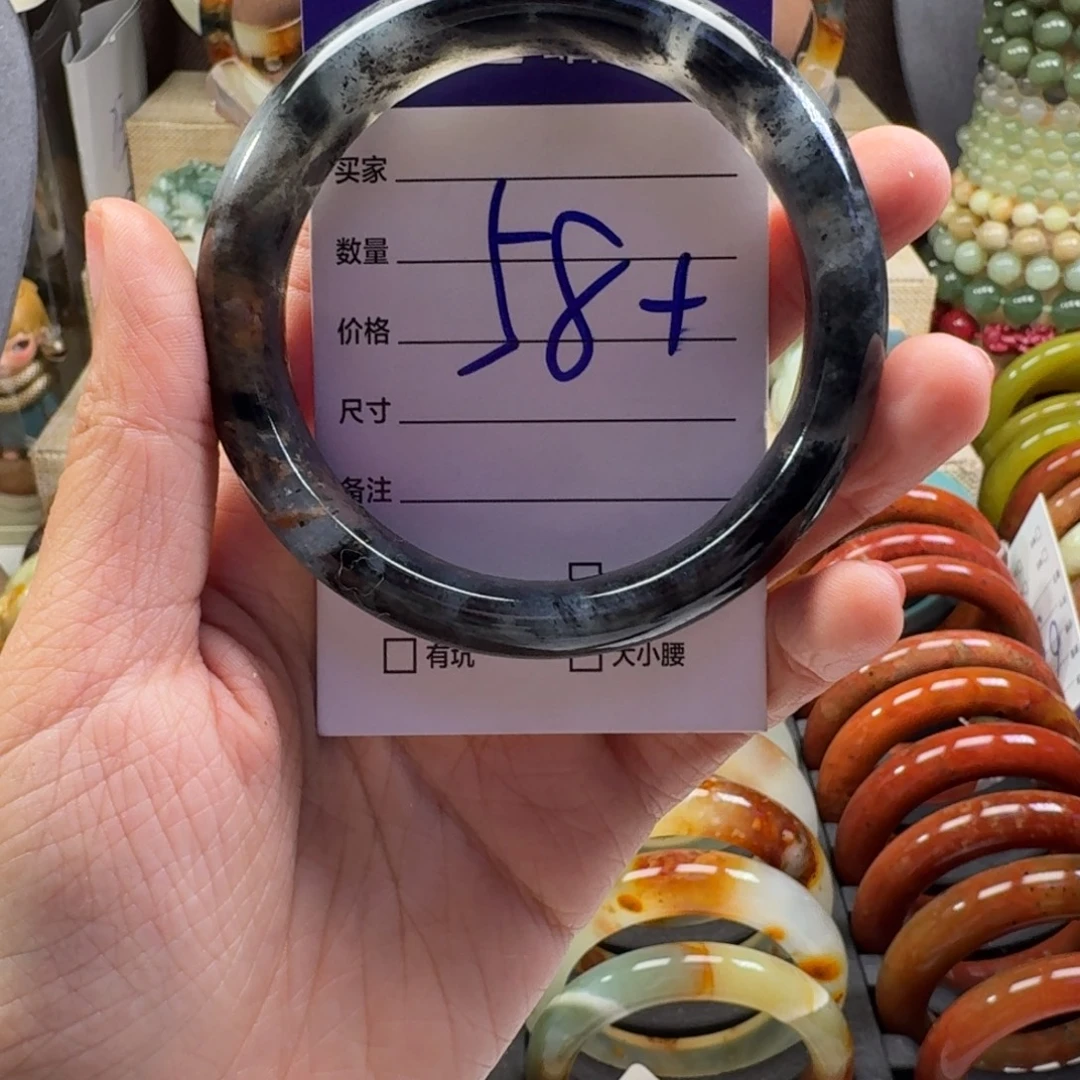 买家
数量
58+
价格
尺寸
备注
□ 有坑
□ 大小腰